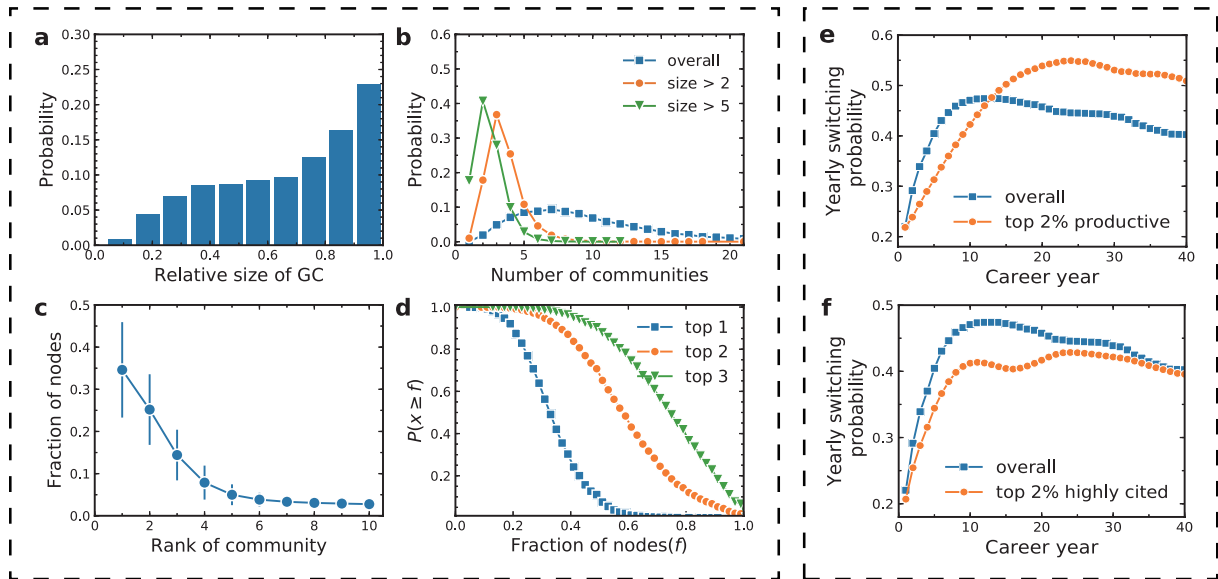 a
0.30
0.25
0.20
0.15
0.10
0.05
0.00
Probability
0.0 0.2 0.4 0.6 0.8 1.0
Relative size of GC
b
0.5
0.4
0.3
0.2
0.1
0.0
Probability
overall
size > 2
size > 5
5 10 15 20
Number of communities
c
0.5
0.4
0.3
0.2
0.1
0.0
Fraction of nodes
0 2 4 6 8 10
Rank of community
d
1.0
0.8
0.6
0.4
0.2
P(x ≥ f)
top 1
top 2
top 3
0.0 0.2 0.4 0.6 0.8 1.0
Fraction of nodes(f)
e
0.6
0.5
0.4
0.3
0.2
Yearly switching
probability
overall
top 2% productive
0 10 20 30 40
Career year
f
0.5
0.4
0.3
0.2
Yearly switching
probability
overall
top 2% highly cited
0 10 20 30 40
Career year